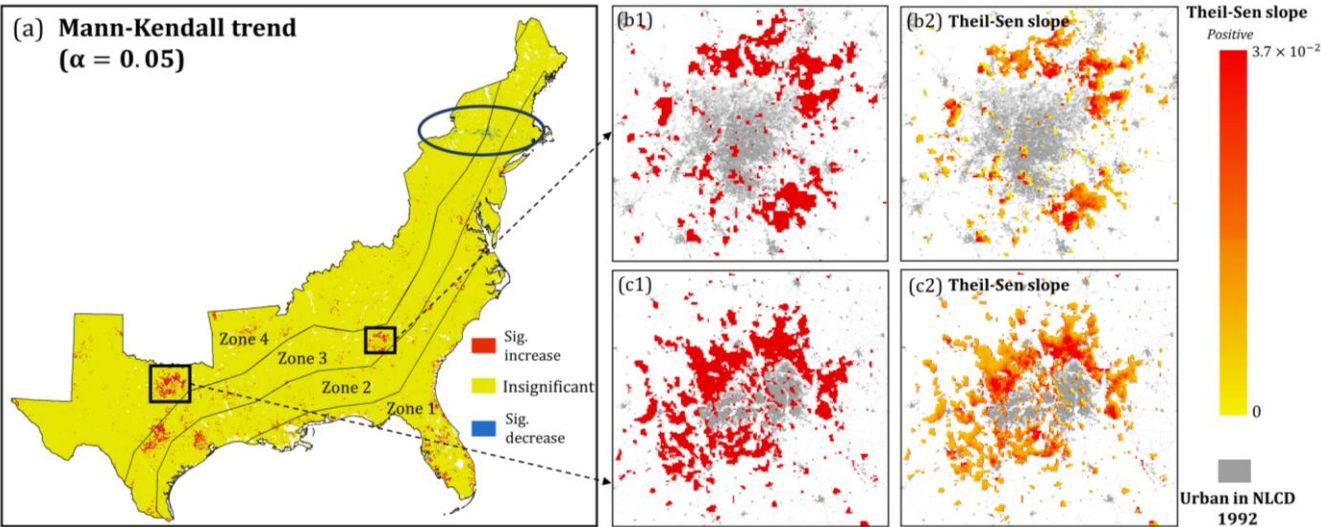 (a) Mann-Kendall trend
(α = 0.05)
Zone 4
Zone 3
Zone 2
Zone 1
Sig.
increase
Insignificant
Sig.
decrease
(b1)
(b2) Theil-Sen slope
(c1)
(c2) Theil-Sen slope
Theil-Sen slope
Positive
3.7 × 10⁻²
0
Urban in NLCD
1992